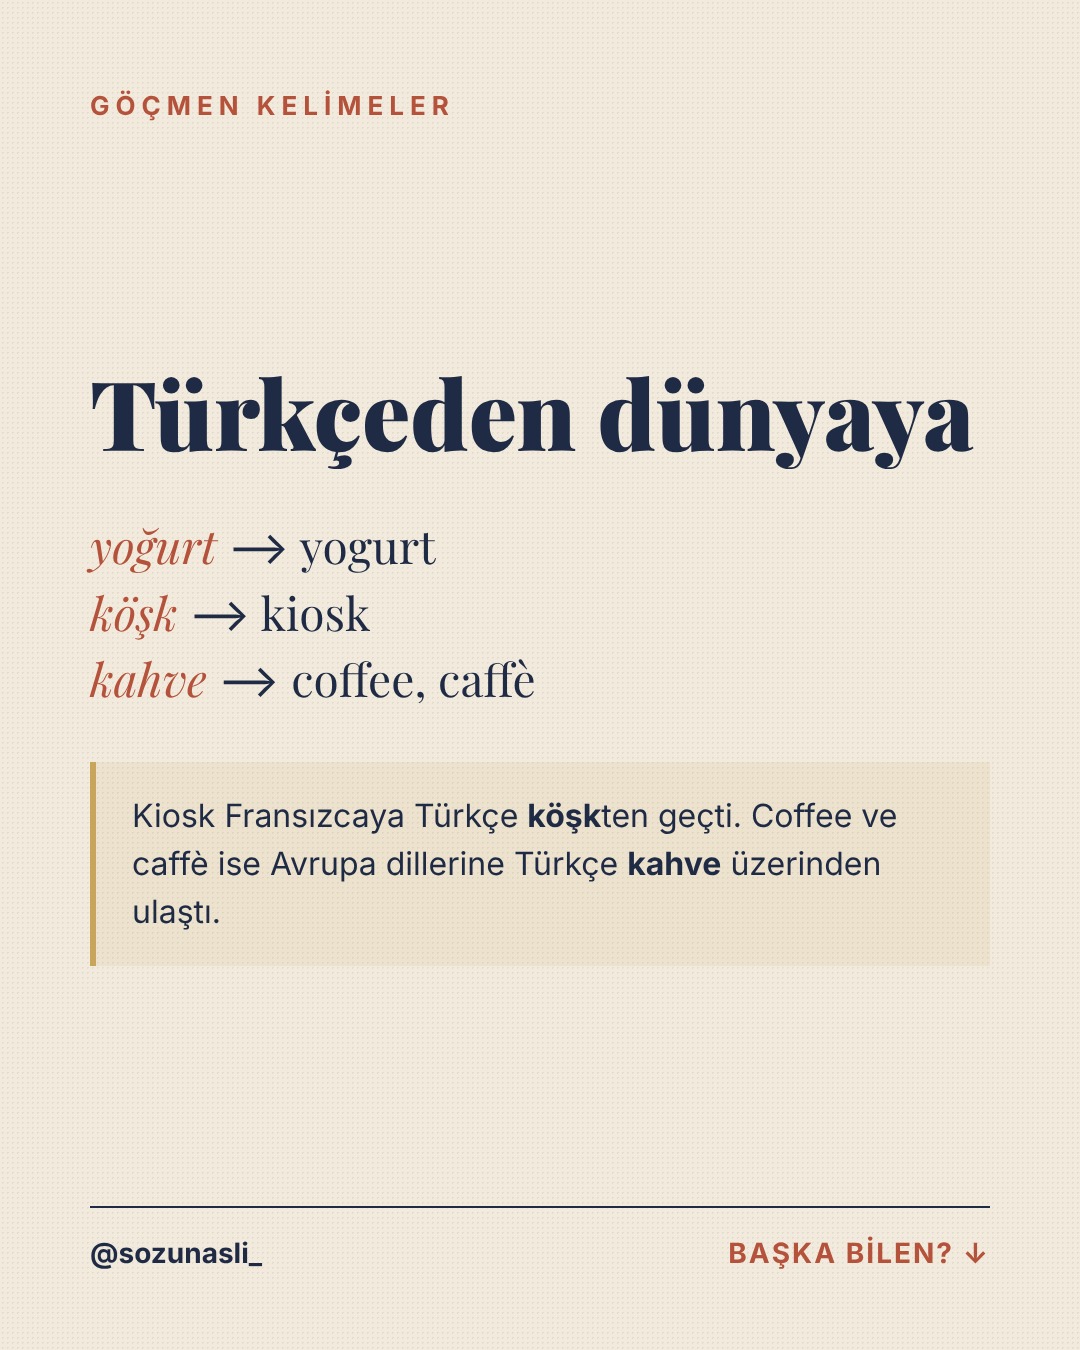 GÖÇMEN KELİMELER
Türkçeden dünyaya
yoğurt → yogurt
köşk → kiosk
kahve → coffee, caffè
Kiosk Fransızcaya Türkçe köşkten geçti. Coffee ve
caffè ise Avrupa dillerine Türkçe kahve üzerinden
ulaştı.
@sozunasli_
BAŞKA BİLEN? ↓